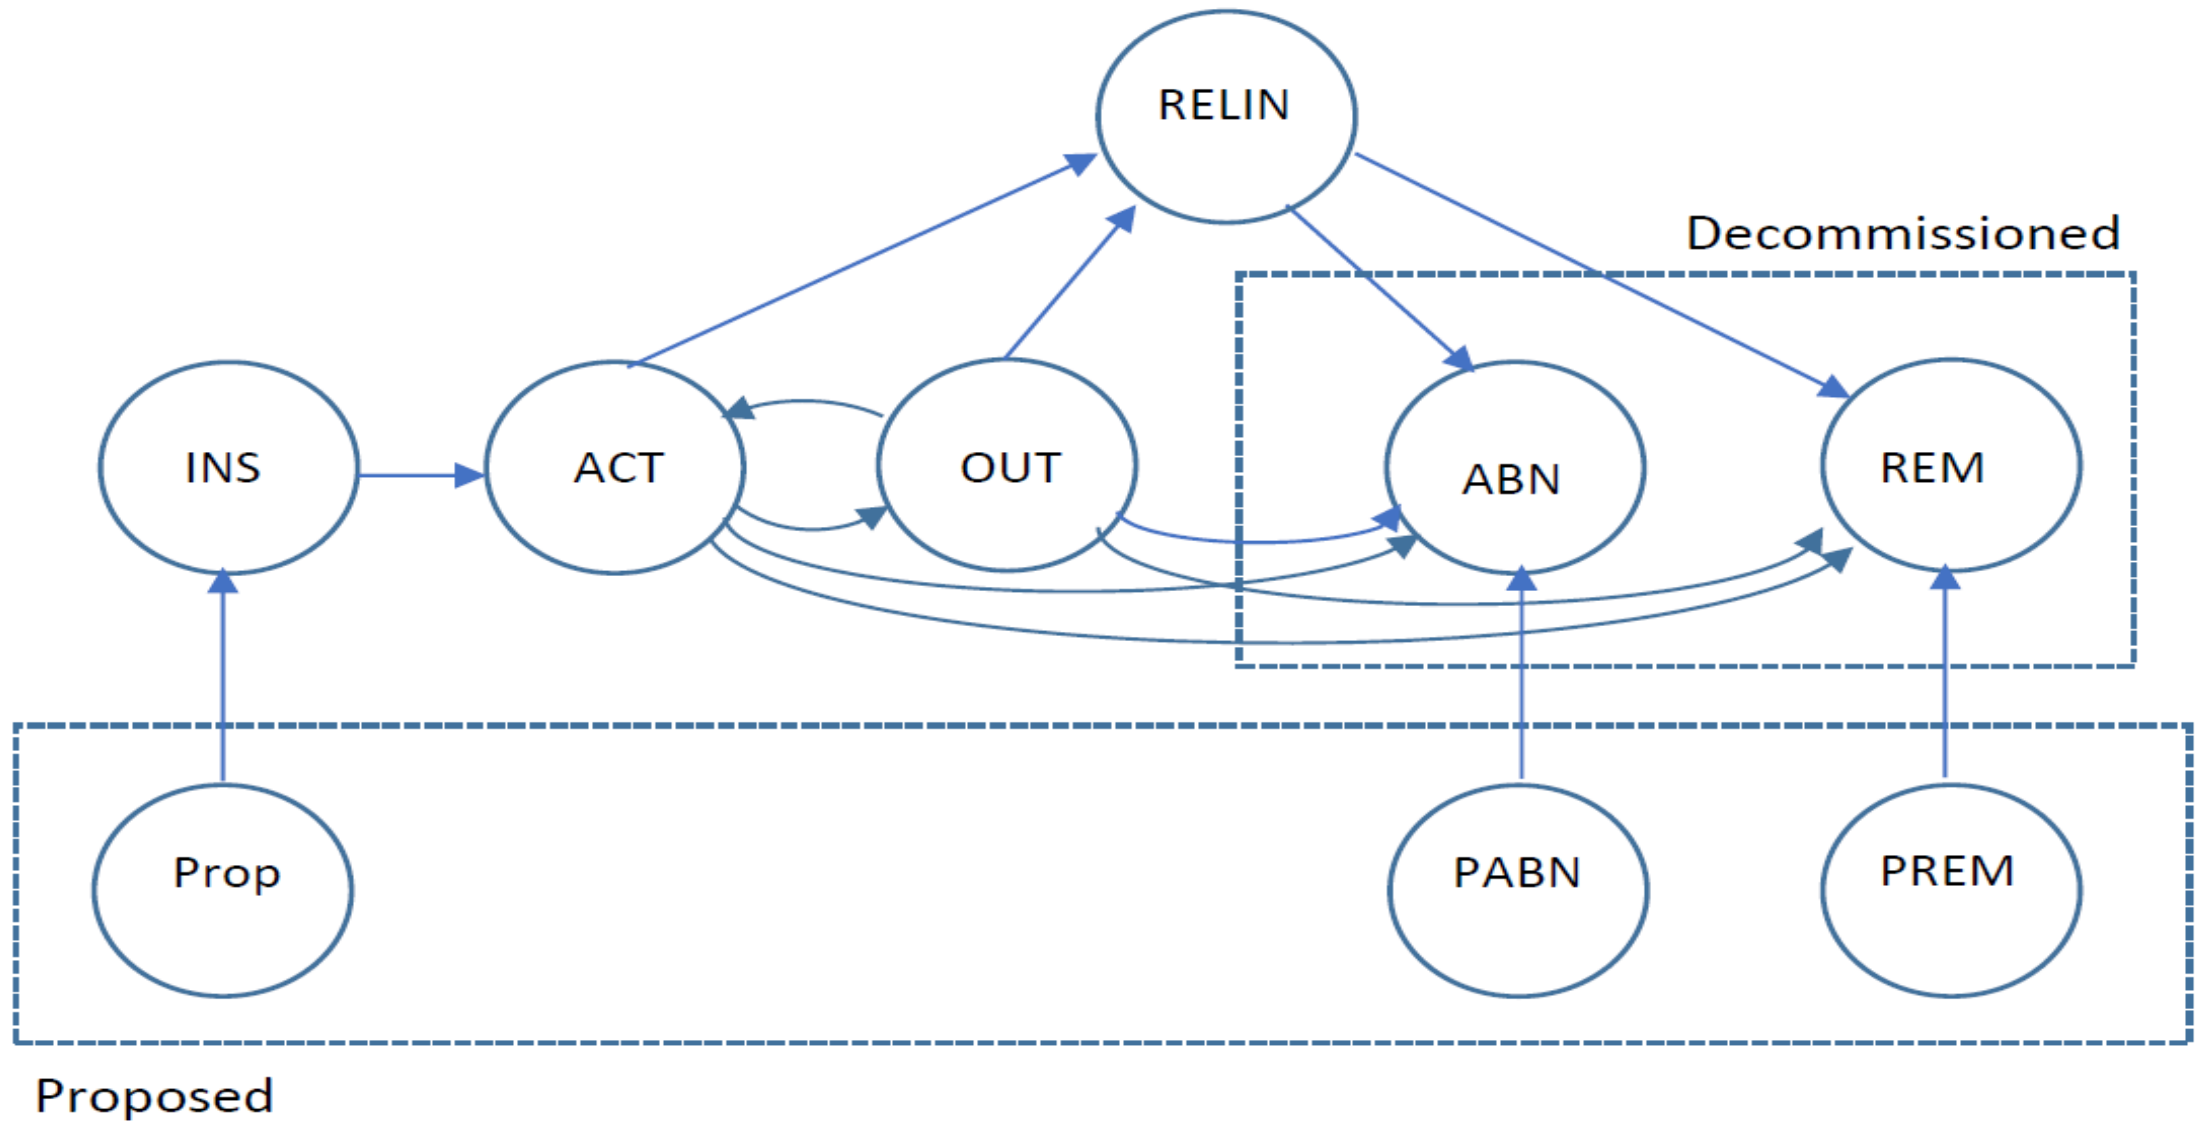 RELIN
Decommissioned
INS
ACT
OUT
ABN
REM
Prop
PABN
PREM
Proposed